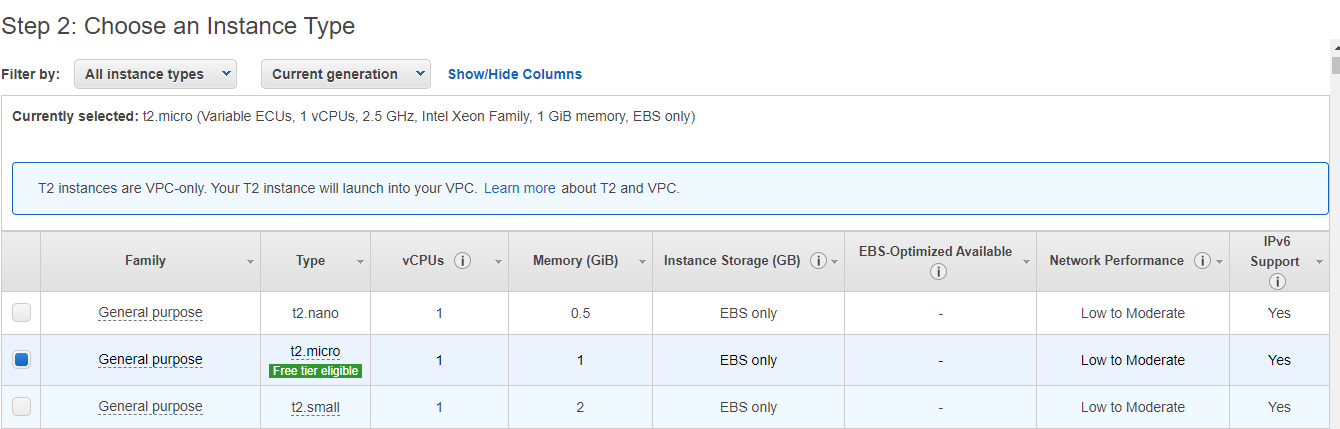 Step 2: Choose an Instance Type
Filter by: All instance types Current generation Show/Hide Columns
Currently selected: t2.micro (Variable ECUs, 1 vCPUs, 2.5 GHz, Intel Xeon Family, 1 GiB memory, EBS only)
T2 instances are VPC-only. Your T2 instance will launch into your VPC. Learn more about T2 and VPC.
Family Type vCPUs i Memory (GiB) Instance Storage (GB) i EBS-Optimized Available i Network Performance i IPv6 Support i
General purpose t2.nano 1 0.5 EBS only - Low to Moderate Yes
General purpose t2.micro Free tier eligible 1 1 EBS only - Low to Moderate Yes
General purpose t2.small 1 2 EBS only - Low to Moderate Yes